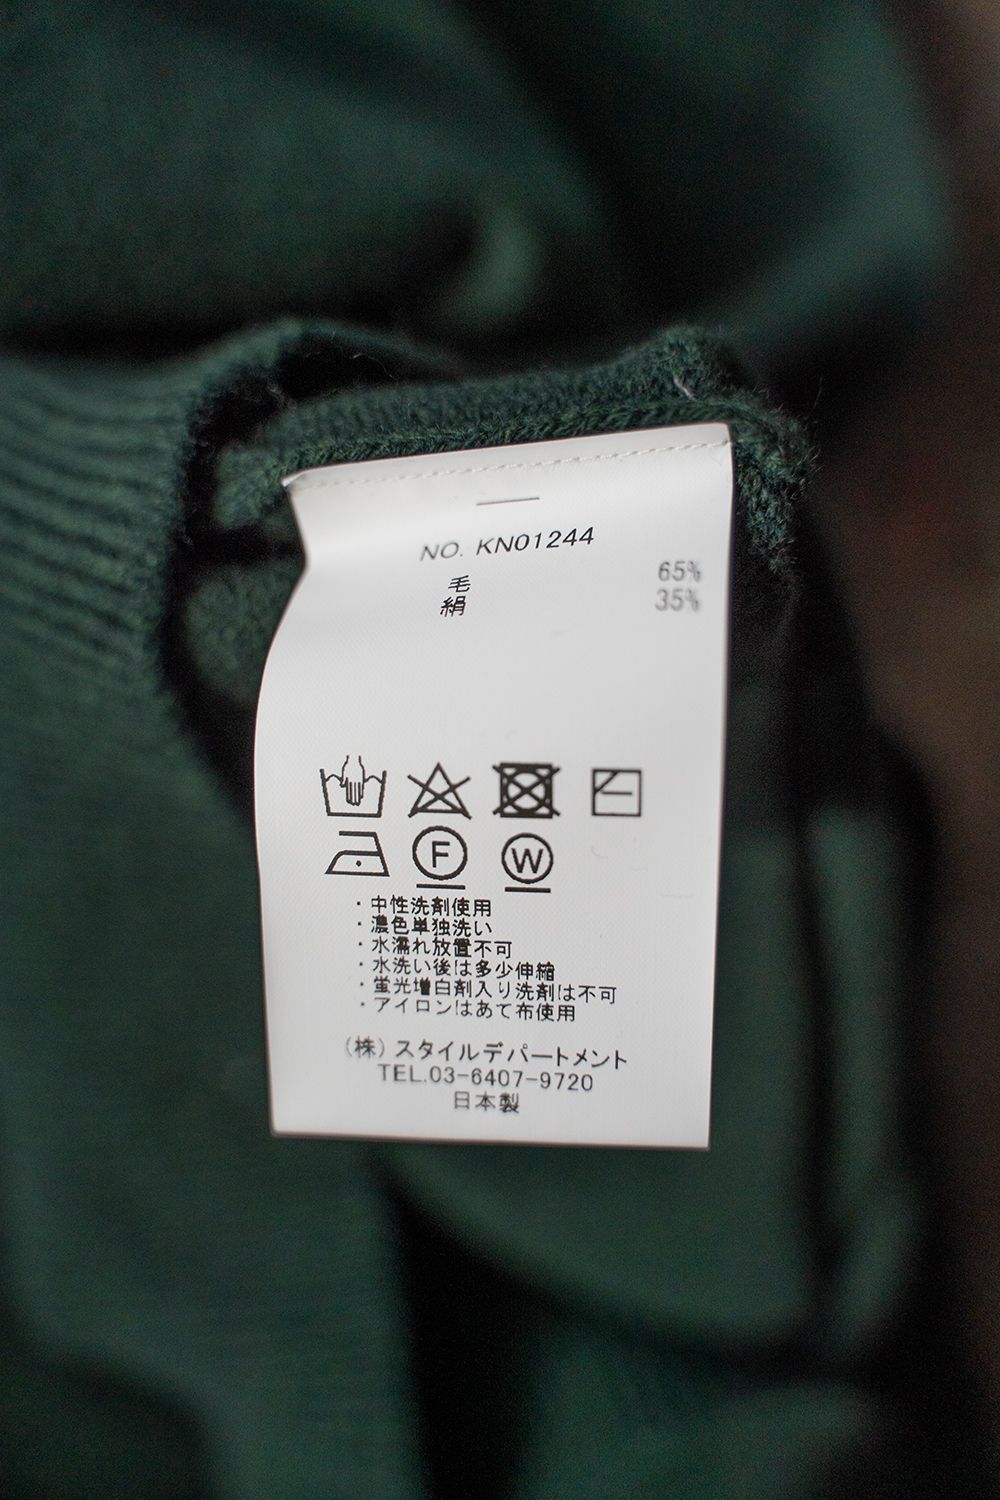 NO. KN01244
毛 65%
絹 35%
F W
・中性洗剤使用
・濃色単独洗い
・水濡れ放置不可
・水洗い後は多少伸縮
・蛍光増白剤入り洗剤は不可
・アイロンはあて布使用
(株)スタイルデパートメント
TEL.03-6407-9720
日本製